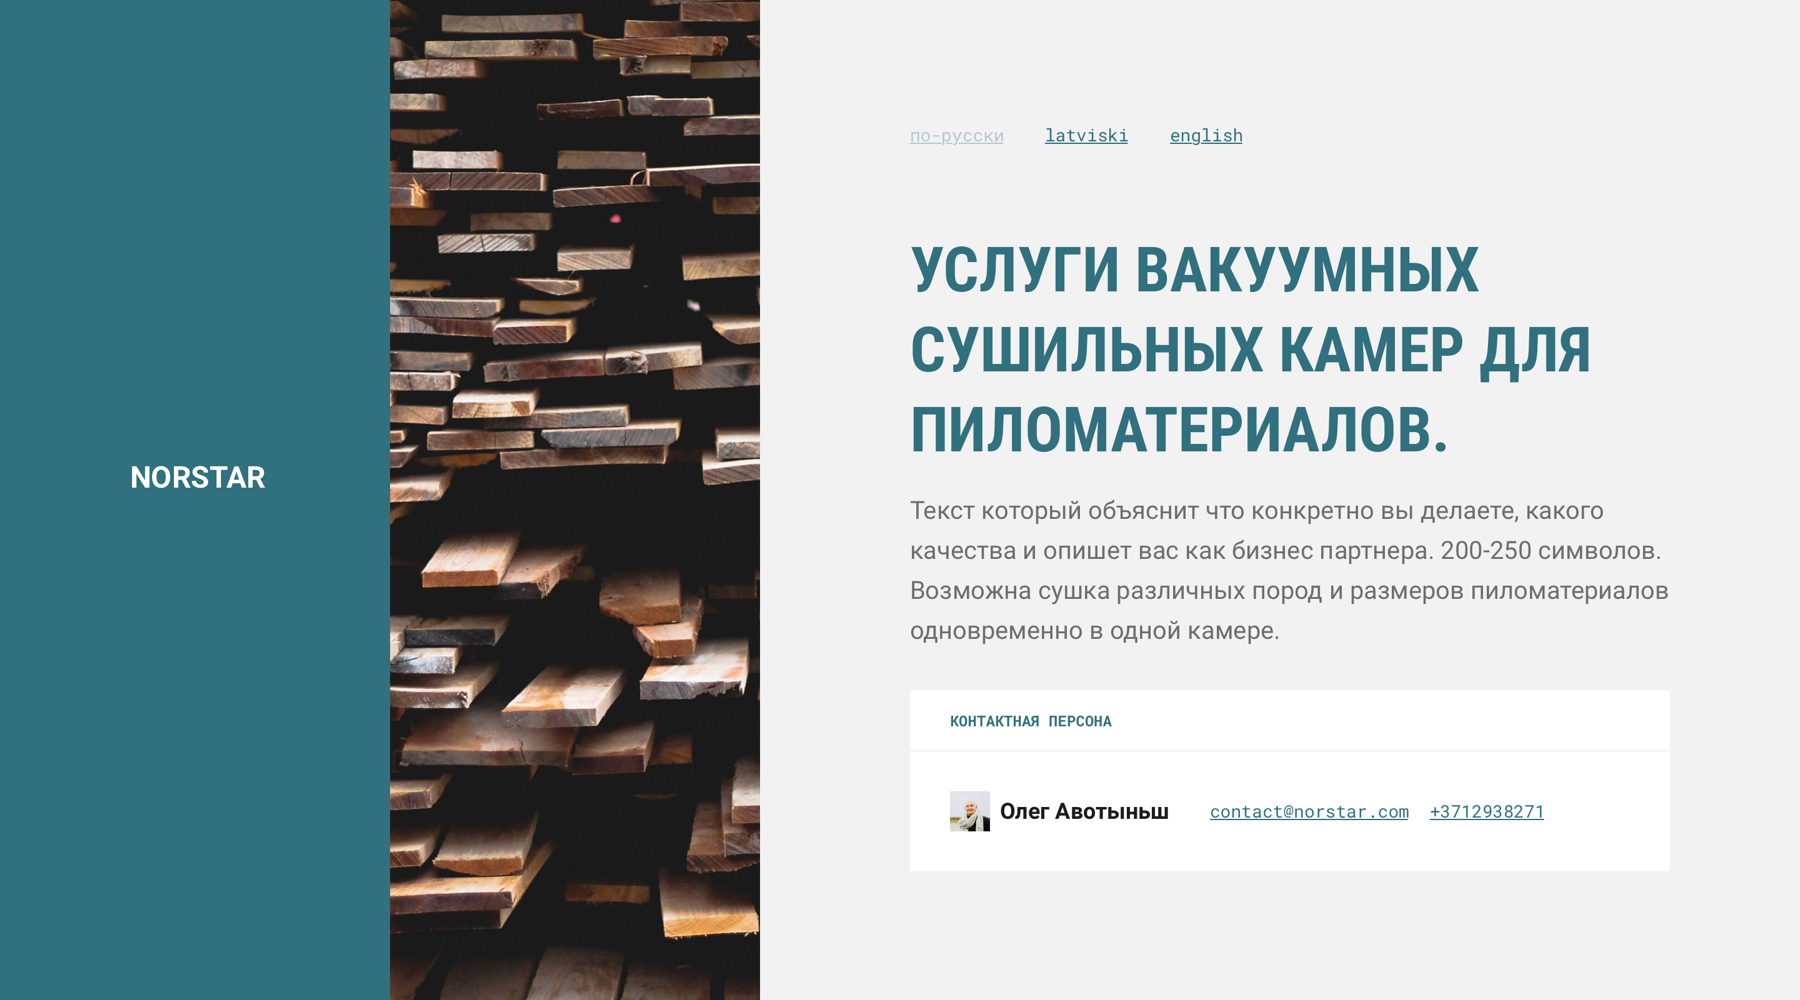 NORSTAR
по-русски latviski english
УСЛУГИ ВАКУУМНЫХ
СУШИЛЬНЫХ КАМЕР ДЛЯ
ПИЛОМАТЕРИАЛОВ.
Текст который объяснит что конкретно вы делаете, какого
качества и опишет вас как бизнес партнера. 200-250 символов.
Возможна сушка различных пород и размеров пиломатериалов
одновременно в одной камере.
КОНТАКТНАЯ ПЕРСОНА
Олег Авотыньш contact@norstar.com +3712938271